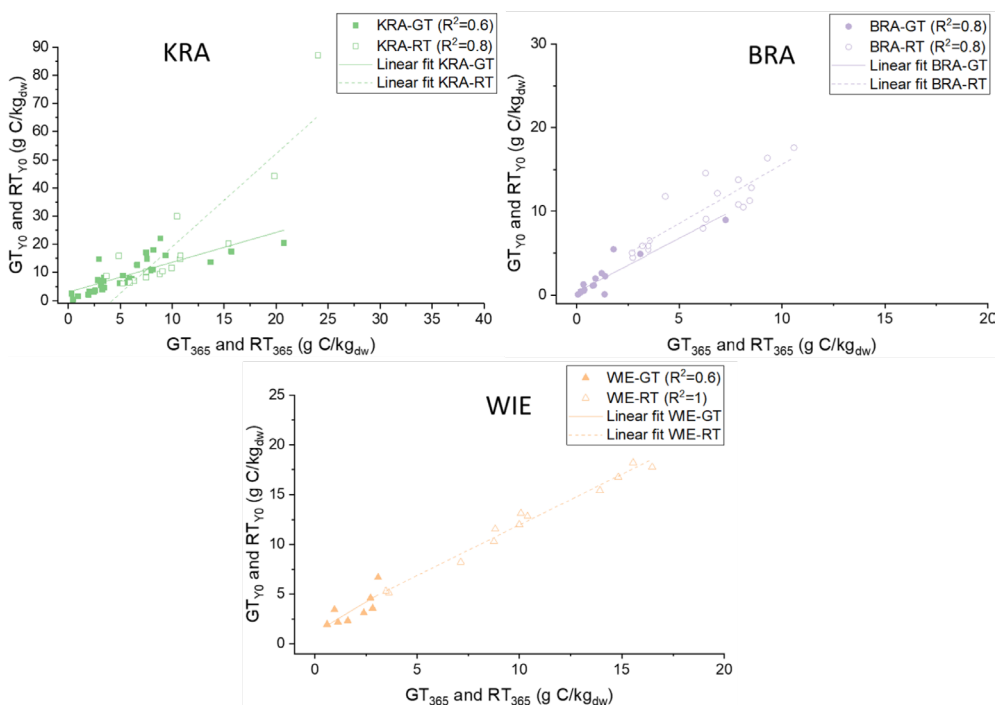 KRA
KRA-GT (R²=0.6)
KRA-RT (R²=0.8)
Linear fit KRA-GT
Linear fit KRA-RT
GT_Y0 and RT_Y0 (g C/kg_dw)
90
80
70
60
50
40
30
20
10
0
0 5 10 15 20 25 30 35 40
GT_365 and RT_365 (g C/kg_dw)
BRA
BRA-GT (R²=0.8)
BRA-RT (R²=0.8)
Linear fit BRA-GT
Linear fit BRA-RT
GT_Y0 and RT_Y0 (g C/kg_dw)
30
20
10
0
0 5 10 15 20
GT_365 and RT_365 (g C/kg_dw)
WIE
WIE-GT (R²=0.6)
WIE-RT (R²=1)
Linear fit WIE-GT
Linear fit WIE-RT
GT_Y0 and RT_Y0 (g C/kg_dw)
25
20
15
10
5
0
0 5 10 15 20
GT_365 and RT_365 (g C/kg_dw)